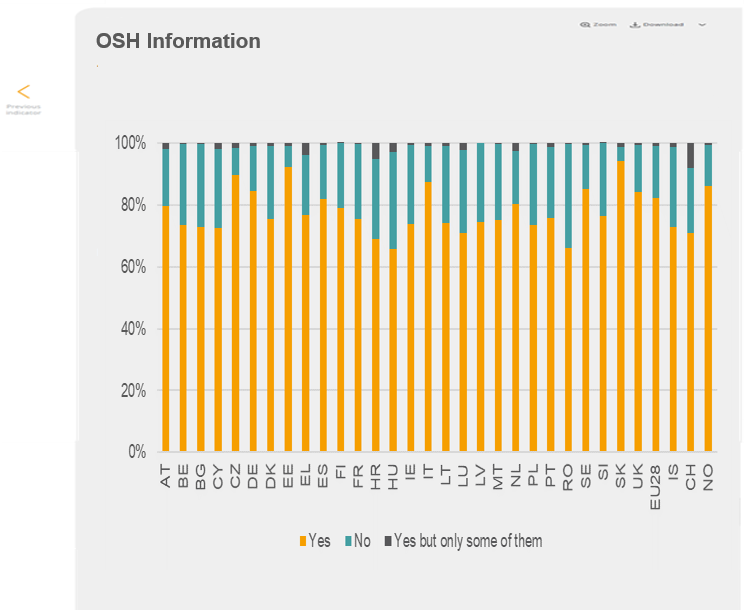 Zoom Download
OSH Information
Previous
indicator
100%
80%
60%
40%
20%
0%
AT BE BG CY CZ DE DK EE EL ES FI FR HR HU IE IT LT LU LV MT NL PL PT RO SE SI SK UK EU28 IS CH NO
Yes No Yes but only some of them